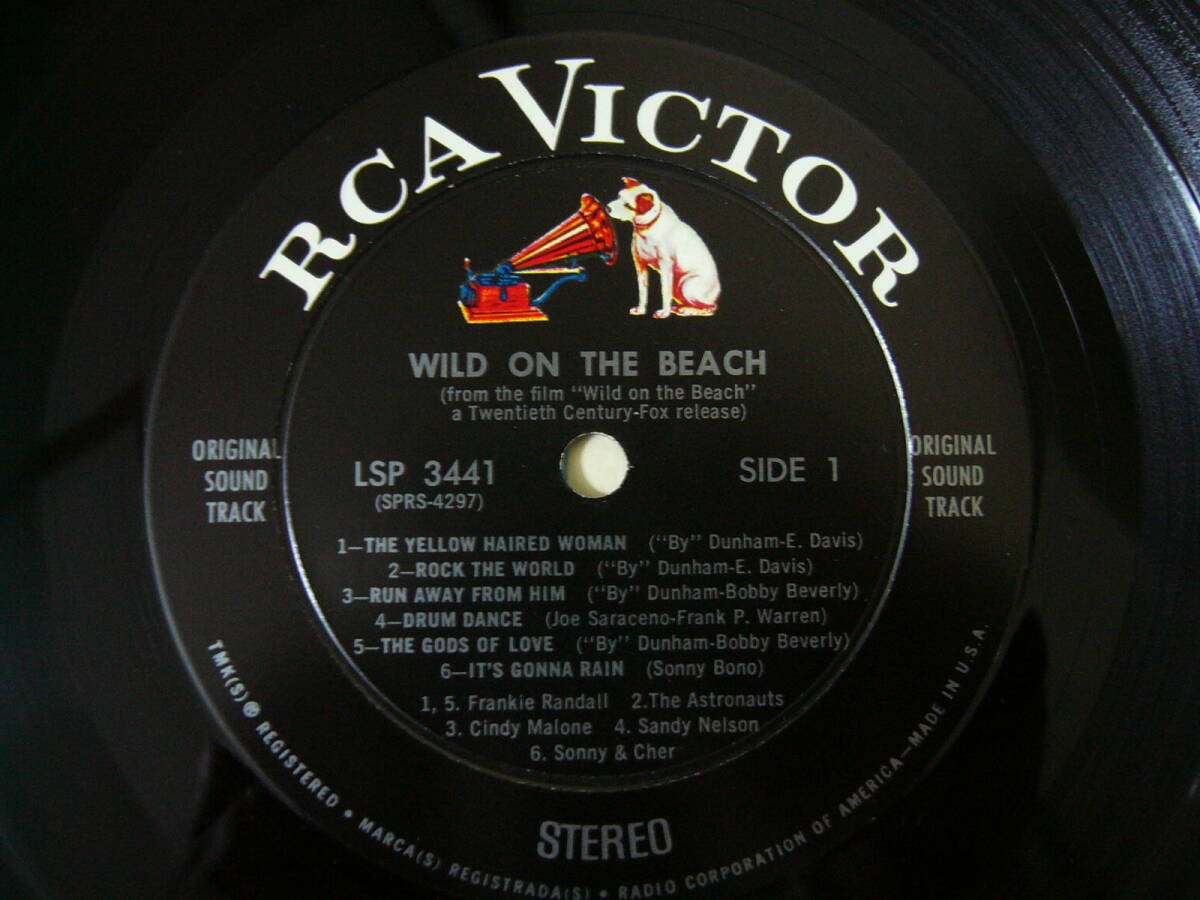 RCA VICTOR
WILD ON THE BEACH
(from the film "Wild on the Beach"
a Twentieth Century-Fox release)
ORIGINAL
SOUND
TRACK
LSP 3441
(SPRS-4297)
SIDE 1
ORIGINAL
SOUND
TRACK
1—THE YELLOW HAIRED WOMAN ("By" Dunham-E. Davis)
2—ROCK THE WORLD ("By" Dunham-E. Davis)
3—RUN AWAY FROM HIM ("By" Dunham-Bobby Beverly)
4—DRUM DANCE (Joe Saraceno-Frank P. Warren)
5—THE GODS OF LOVE ("By" Dunham-Bobby Beverly)
6—IT'S GONNA RAIN (Sonny Bono)
1, 5. Frankie Randall 2. The Astronauts
3. Cindy Malone 4. Sandy Nelson
6. Sonny & Cher
STEREO
TMK(S) ® REGISTERED • MARCA(S) REGISTRADA(S) • RADIO CORPORATION OF AMERICA—MADE IN U.S.A.